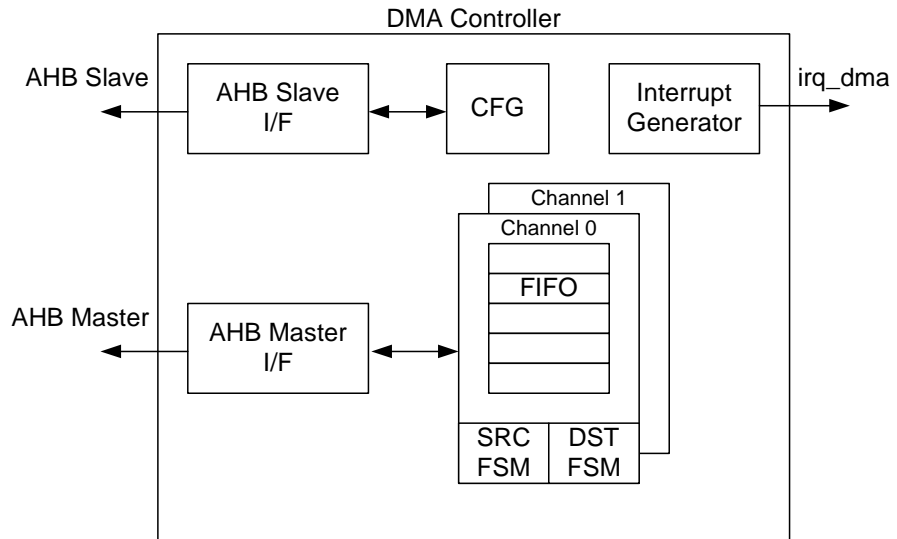 DMA Controller
AHB Slave
AHB Slave
I/F
CFG
Interrupt
Generator
irq_dma
Channel 1
Channel 0
FIFO
AHB Master
AHB Master
I/F
SRC
FSM
DST
FSM